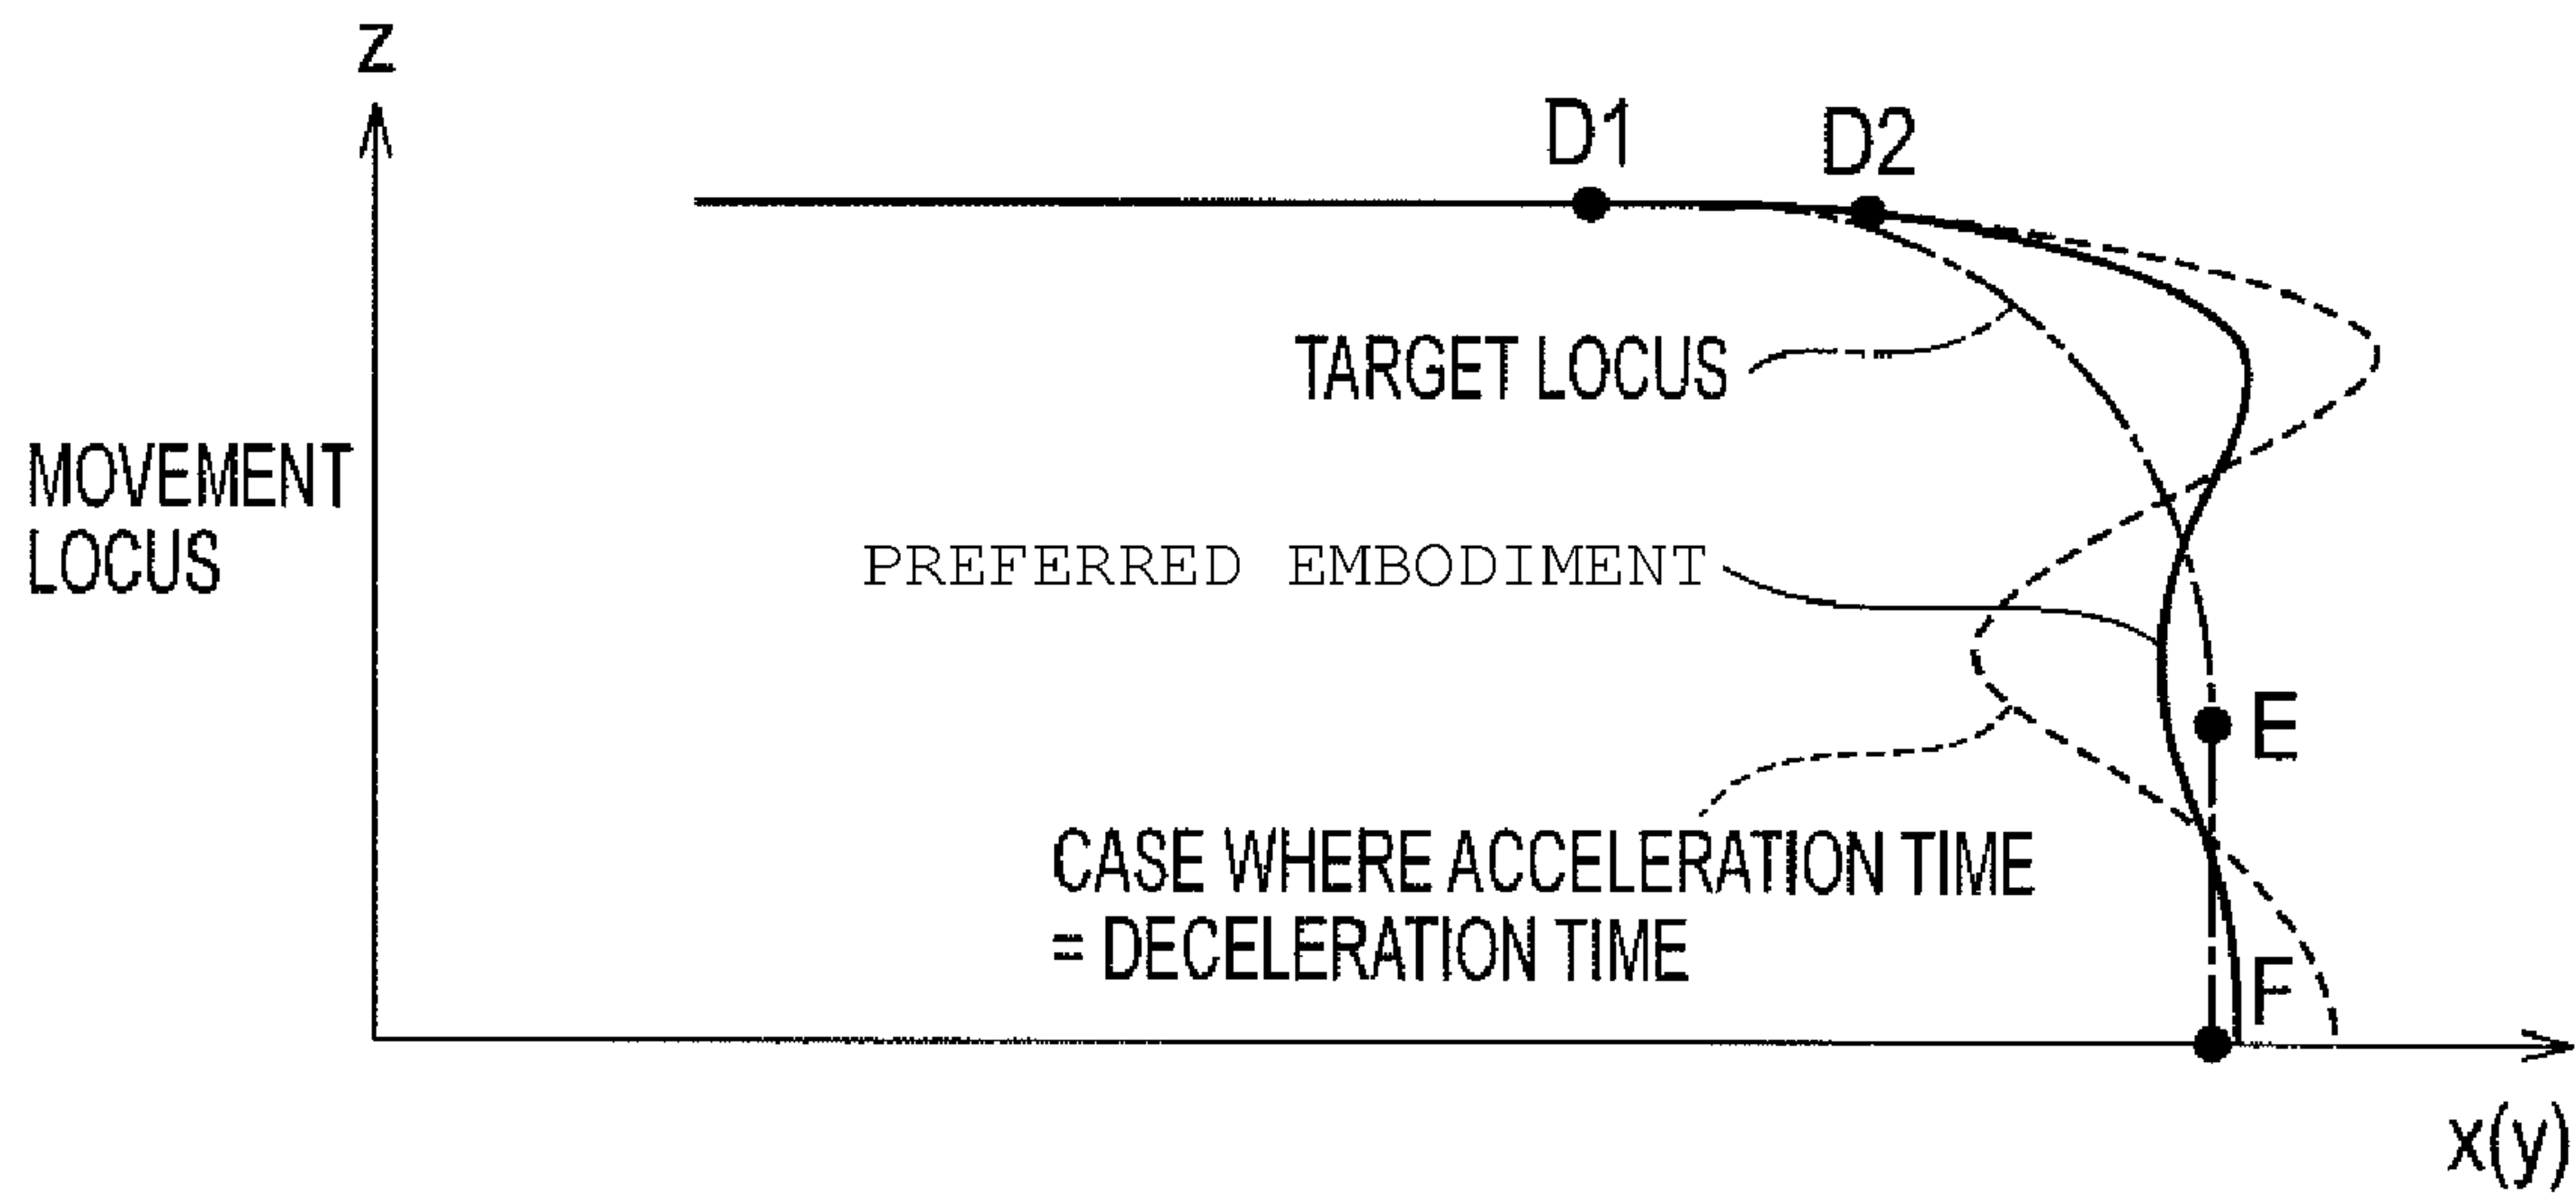 z
D1
D2
TARGET LOCUS
MOVEMENT
LOCUS
PREFERRED EMBODIMENT
E
CASE WHERE ACCELERATION TIME
= DECELERATION TIME
F
x(y)